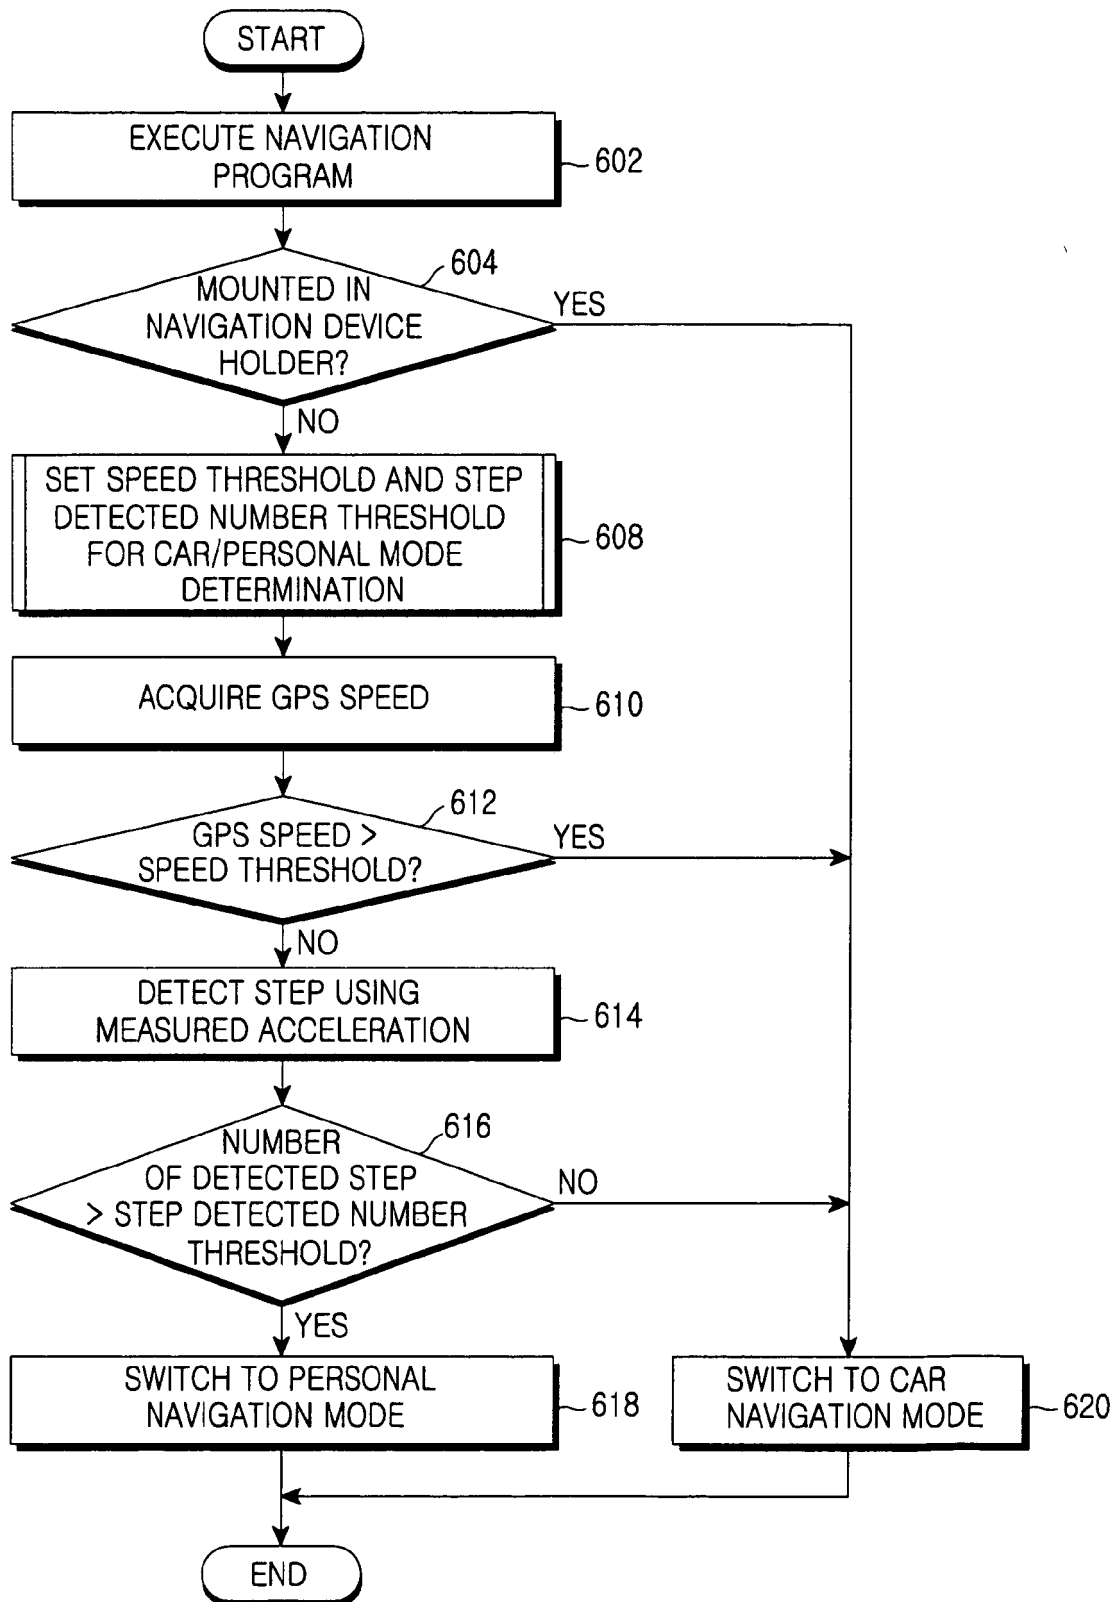 START
EXECUTE NAVIGATION
PROGRAM
602
604
MOUNTED IN
NAVIGATION DEVICE
HOLDER?
YES
NO
SET SPEED THRESHOLD AND STEP
DETECTED NUMBER THRESHOLD
FOR CAR/PERSONAL MODE
DETERMINATION
608
ACQUIRE GPS SPEED
610
612
GPS SPEED >
SPEED THRESHOLD?
YES
NO
DETECT STEP USING
MEASURED ACCELERATION
614
616
NUMBER
OF DETECTED STEP
> STEP DETECTED NUMBER
THRESHOLD?
NO
YES
SWITCH TO PERSONAL
NAVIGATION MODE
618
SWITCH TO CAR
NAVIGATION MODE
620
END